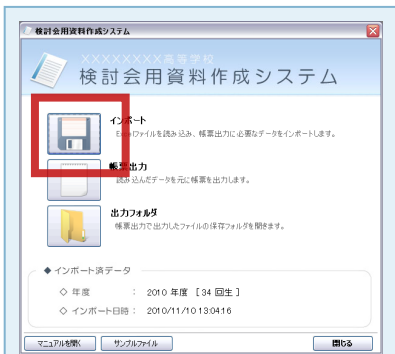 検討会用資料作成システム
XXXXXXXX高等学校
検討会用資料作成システム
インポート
Excelファイルを読み込み、帳票出力に必要なデータをインポートします。
帳票出力
読み込んだデータを元に帳票を出力します。
出力フォルダ
帳票出力で出力したファイルの保存フォルダを開きます。
◆ インポート済データ
◇ 年度 ： 2010 年度 ［ 34 回生 ］
◇ インポート日時： 2010/11/10 13:04:16
マニュアルを開く サンプルファイル 閉じる